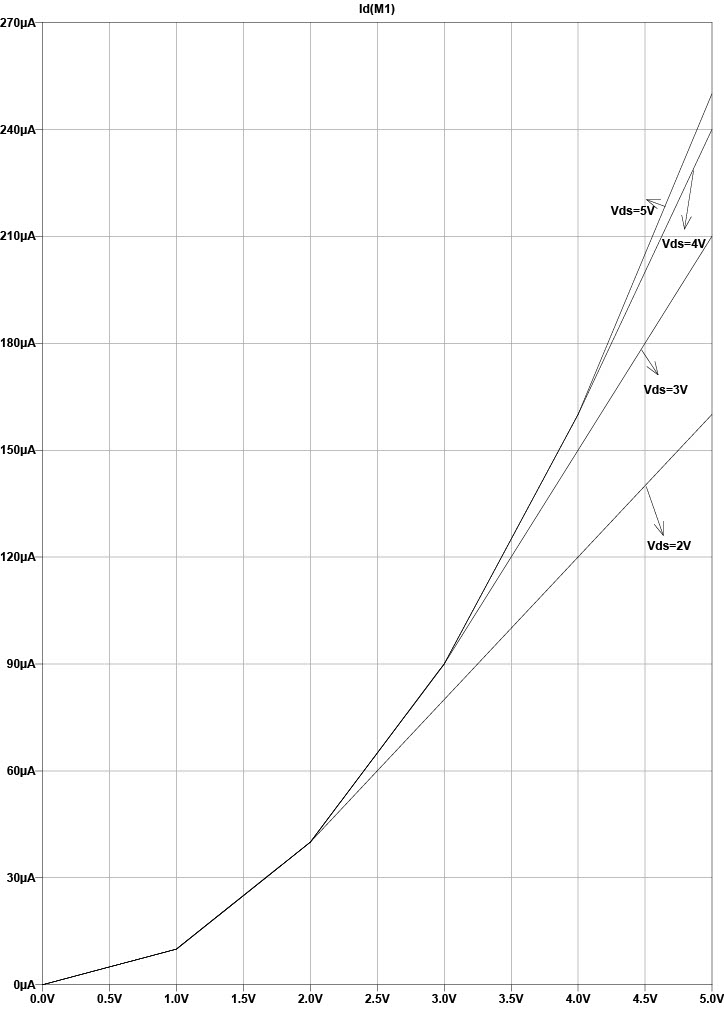 Id(M1)
270µA
240µA
Vds=5V
210µA
Vds=4V
180µA
Vds=3V
150µA
Vds=2V
120µA
90µA
60µA
30µA
0µA
0.0V 0.5V 1.0V 1.5V 2.0V 2.5V 3.0V 3.5V 4.0V 4.5V 5.0V